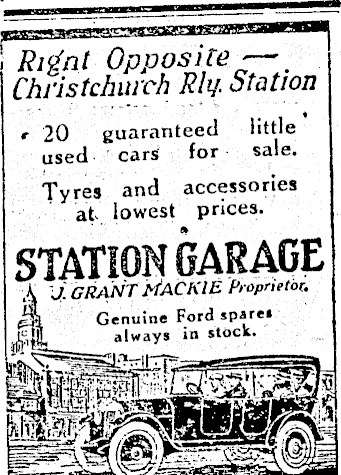 Right Opposite —
Christchurch Rly. Station
20 guaranteed little
used cars for sale.
Tyres and accessories
at lowest prices.
STATION GARAGE
J. GRANT MACKIE Proprietor.
Genuine Ford spares
always in stock.